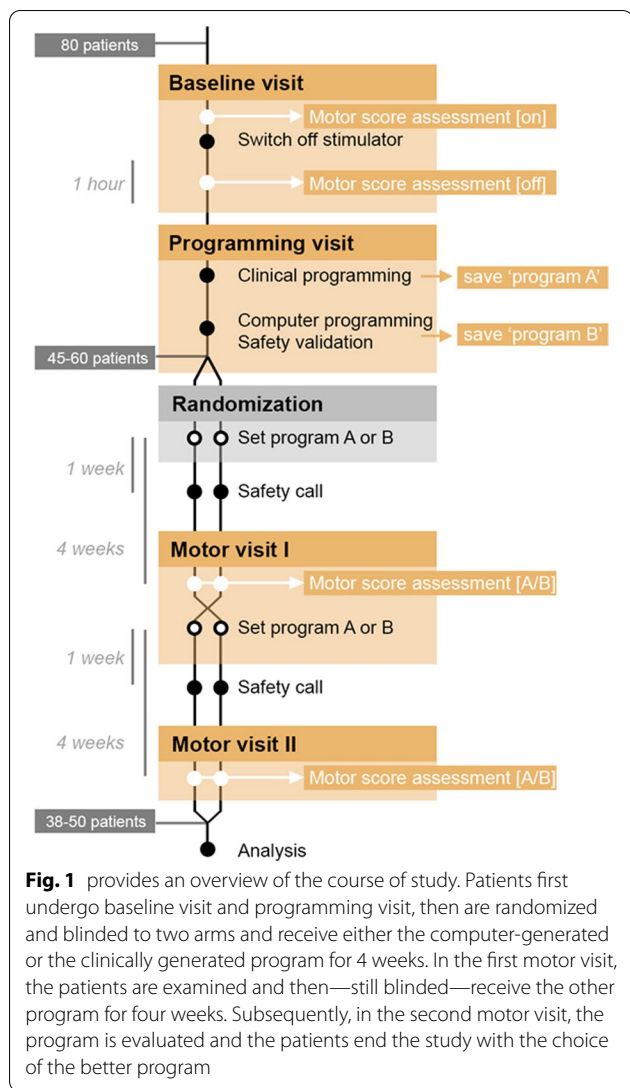 80 patients
Baseline visit
Motor score assessment [on]
Switch off stimulator
1 hour
Motor score assessment [off]
Programming visit
Clinical programming
save 'program A'
Computer programming
Safety validation
save 'program B'
45-60 patients
Randomization
Set program A or B
1 week
Safety call
4 weeks
Motor visit I
Motor score assessment [A/B]
Set program A or B
1 week
Safety call
4 weeks
Motor visit II
Motor score assessment [A/B]
38-50 patients
Analysis
Fig. 1 provides an overview of the course of study. Patients first
undergo baseline visit and programming visit, then are randomized
and blinded to two arms and receive either the computer-generated
or the clinically generated program for 4 weeks. In the first motor visit,
the patients are examined and then—still blinded—receive the other
program for four weeks. Subsequently, in the second motor visit, the
program is evaluated and the patients end the study with the choice
of the better program